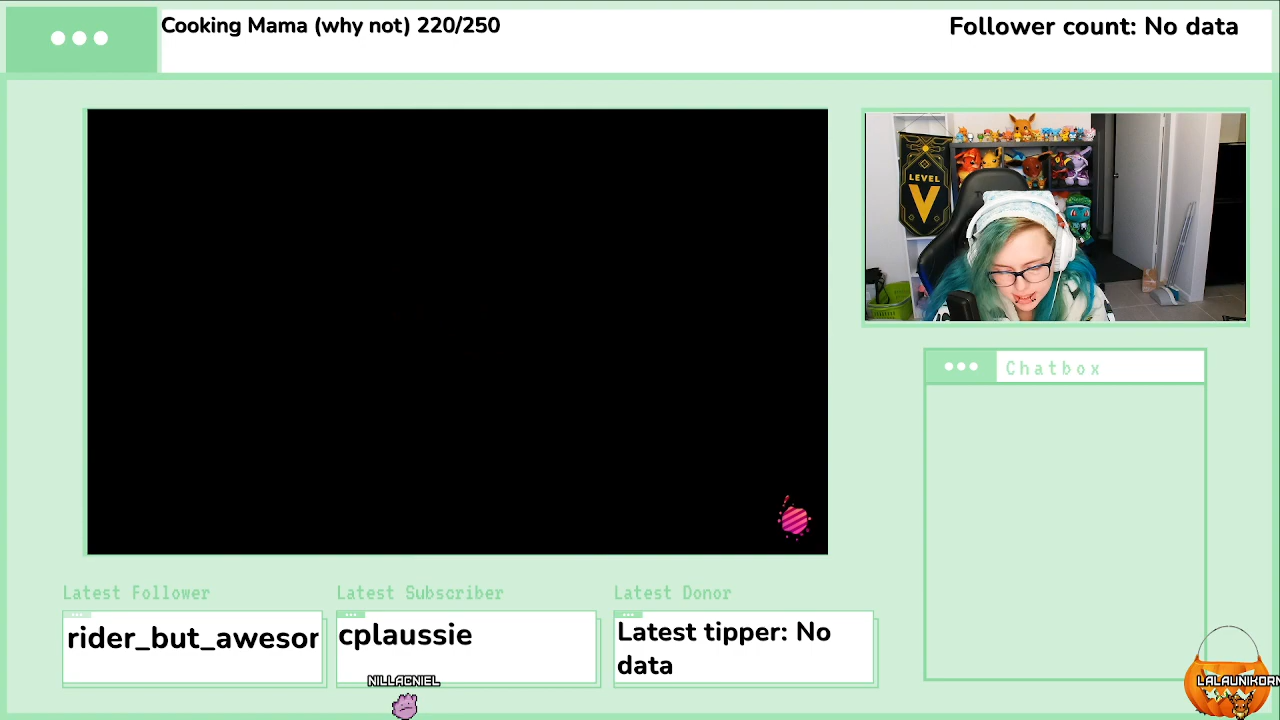 Cooking Mama (why not) 220/250
Follower count: No data
LEVEL
V
Chatbox
Latest Follower
Latest Subscriber
Latest Donor
rider_but_awesor
cplaussie
Latest tipper: No
data
NILLACNIEL
LALAUNIKORN